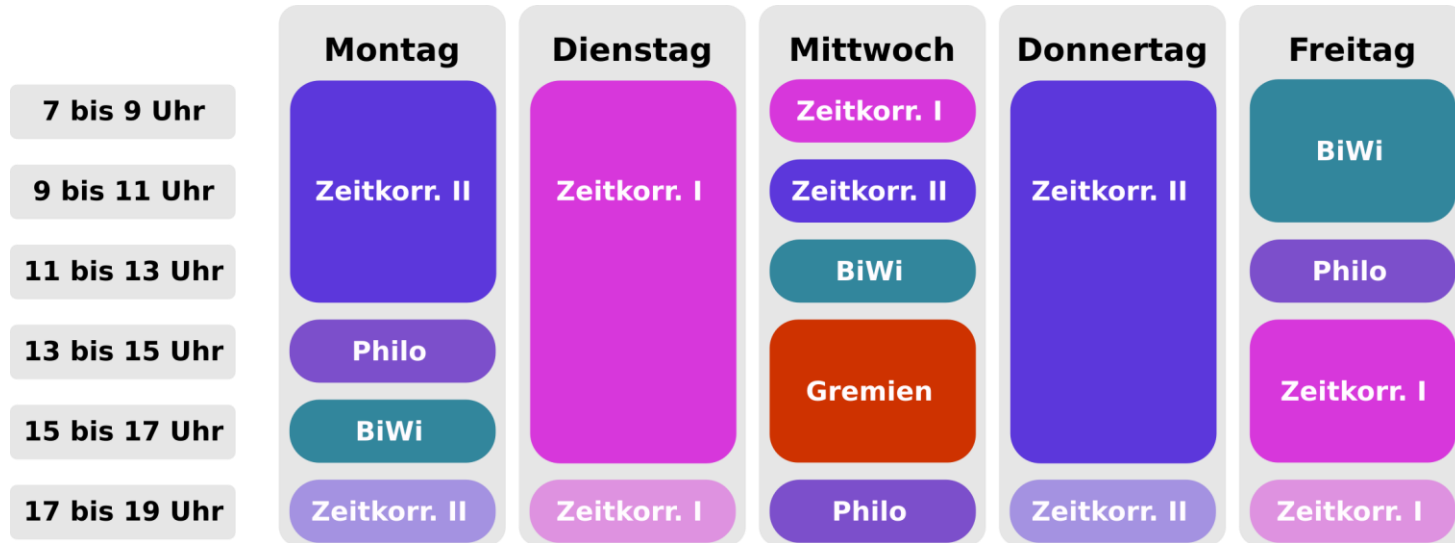 Montag Dienstag Mittwoch Donnertag Freitag
7 bis 9 Uhr Zeitkorr. I
BiWi
9 bis 11 Uhr Zeitkorr. II Zeitkorr. I Zeitkorr. II Zeitkorr. II
11 bis 13 Uhr BiWi Philo
13 bis 15 Uhr Philo
Gremien Zeitkorr. I
15 bis 17 Uhr BiWi
17 bis 19 Uhr Zeitkorr. II Zeitkorr. I Philo Zeitkorr. II Zeitkorr. I